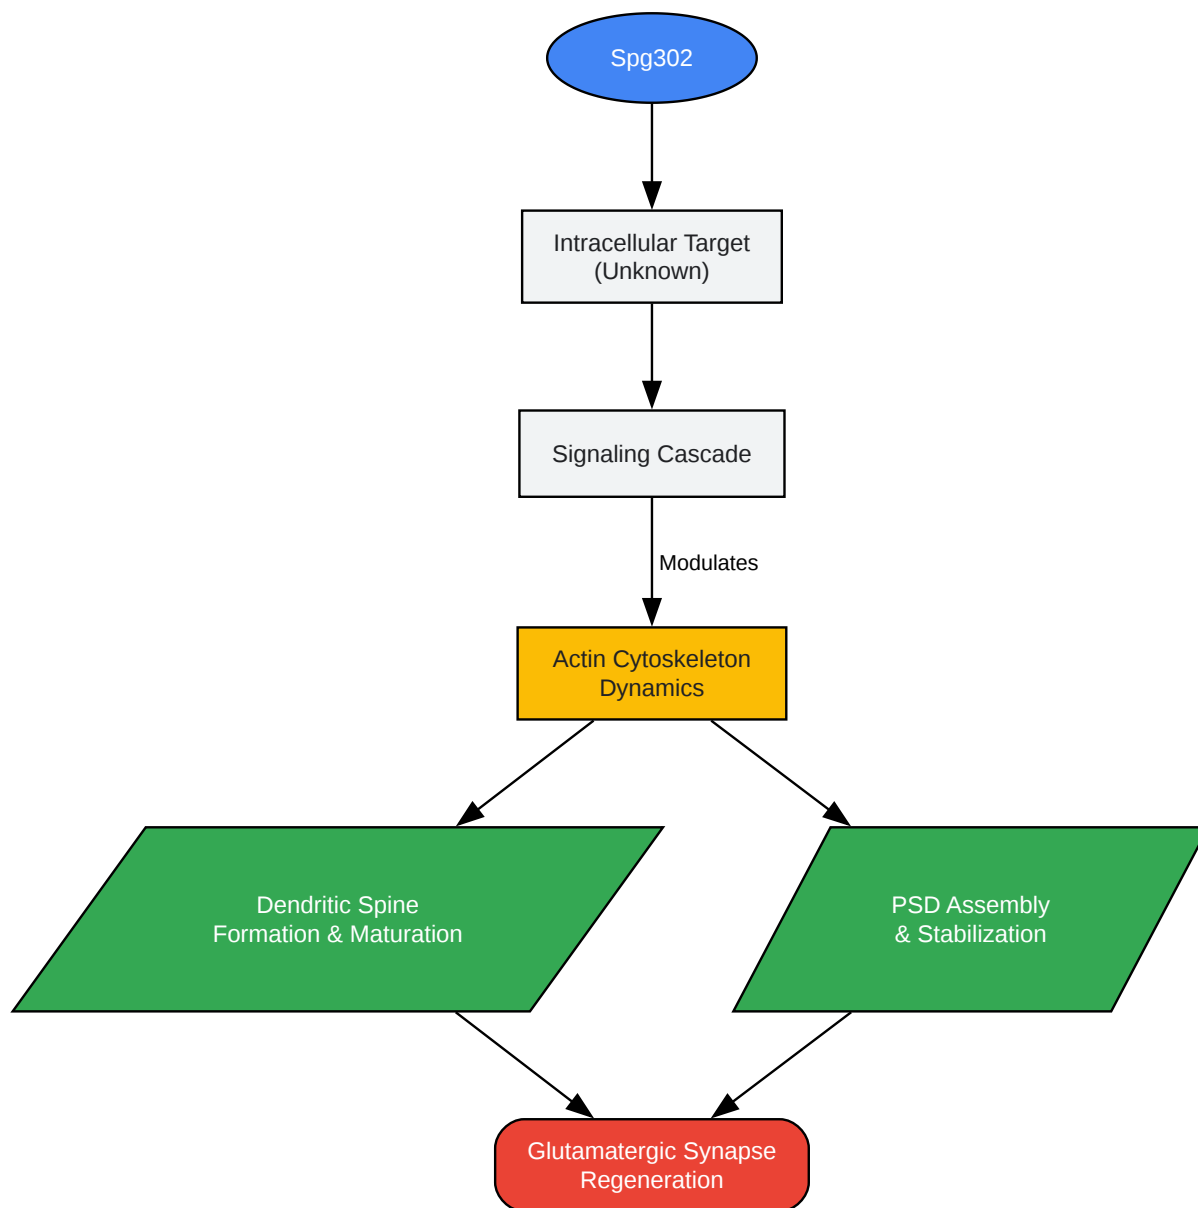 Spg302
Intracellular Target
(Unknown)
Signaling Cascade
Modulates
Actin Cytoskeleton
Dynamics
Dendritic Spine
Formation & Maturation
PSD Assembly
& Stabilization
Glutamatergic Synapse
Regeneration